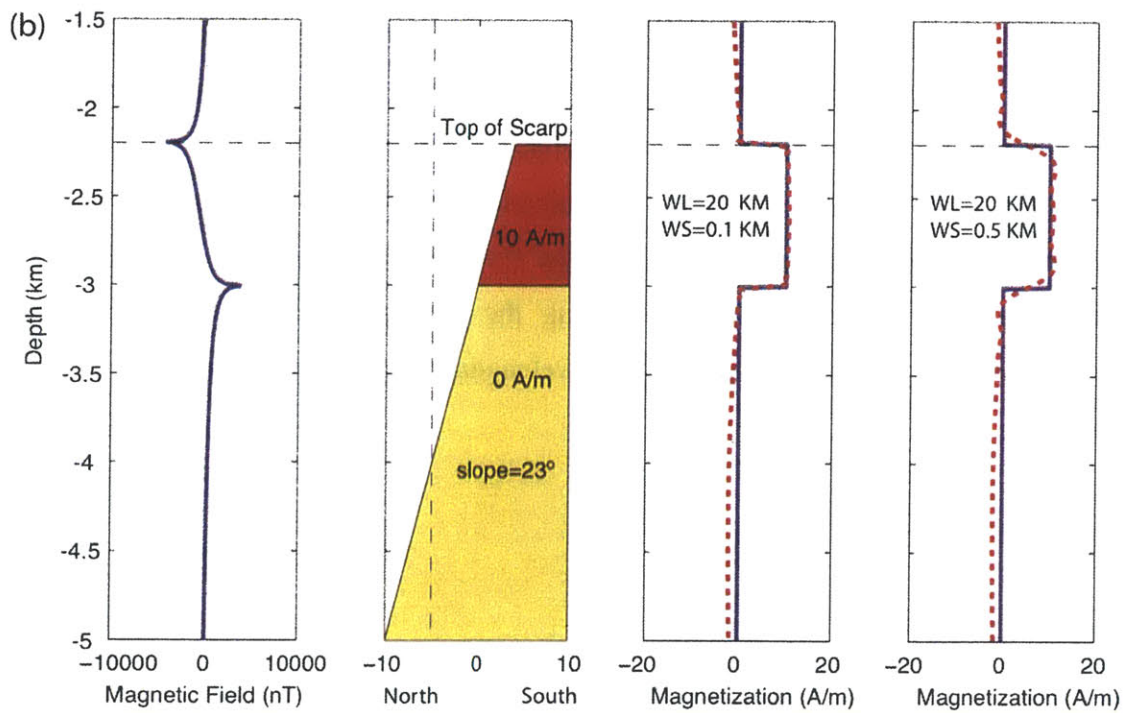 (b)
-1.5
-2
-2.5
-3
-3.5
-4
-4.5
-5
Depth (km)
−10000 0 10000
Magnetic Field (nT)
Top of Scarp
10 A/m
0 A/m
slope=23º
−10 0 10
North South
WL=20 KM
WS=0.1 KM
−20 0 20
Magnetization (A/m)
WL=20 KM
WS=0.5 KM
−20 0 20
Magnetization (A/m)